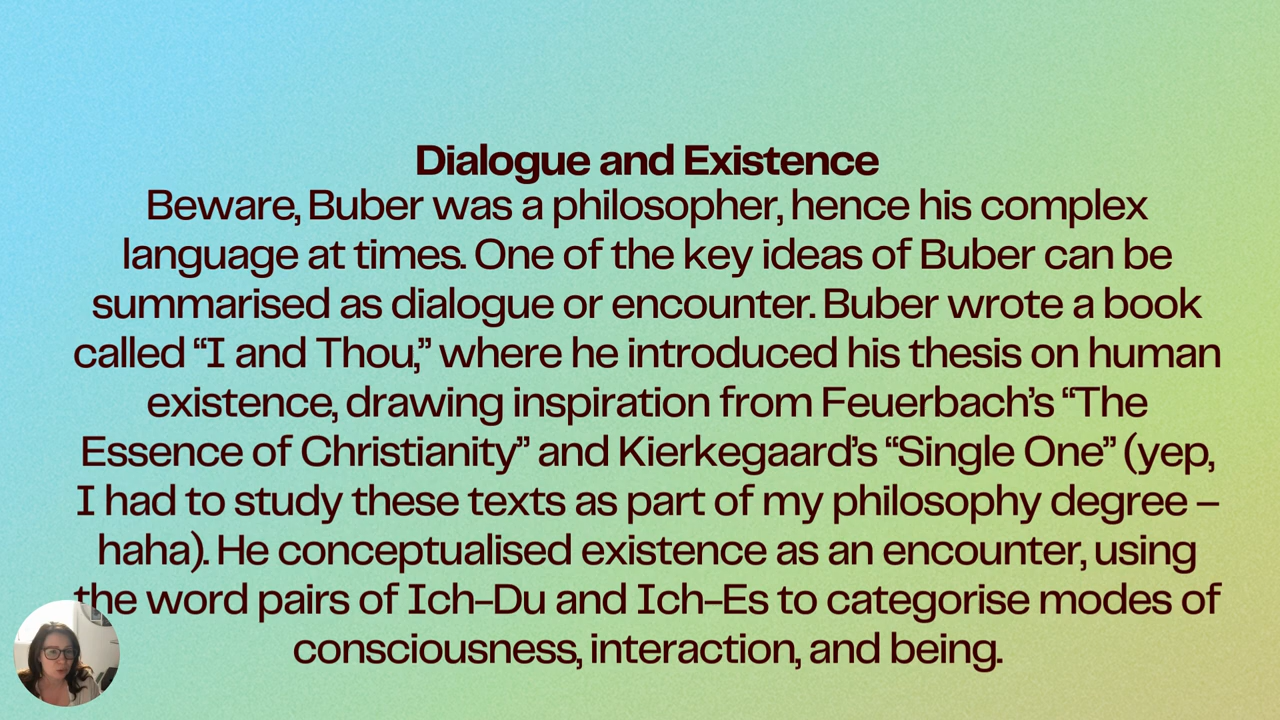 Dialogue and Existence
Beware, Buber was a philosopher, hence his complex
language at times. One of the key ideas of Buber can be
summarised as dialogue or encounter. Buber wrote a book
called “I and Thou,” where he introduced his thesis on human
existence, drawing inspiration from Feuerbach’s “The
Essence of Christianity” and Kierkegaard’s “Single One” (yep,
I had to study these texts as part of my philosophy degree –
haha). He conceptualised existence as an encounter, using
the word pairs of Ich-Du and Ich-Es to categorise modes of
consciousness, interaction, and being.